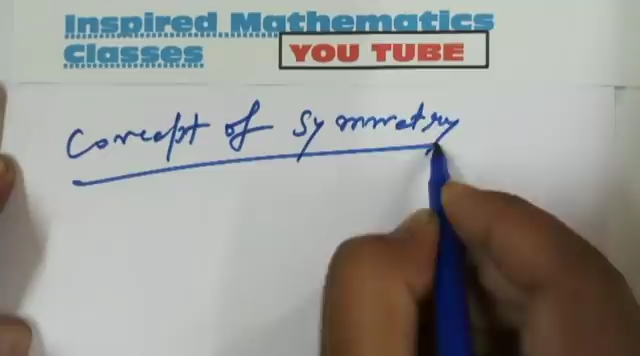 Inspired Mathematics
Classes
YOU TUBE
Concept of Symmetry